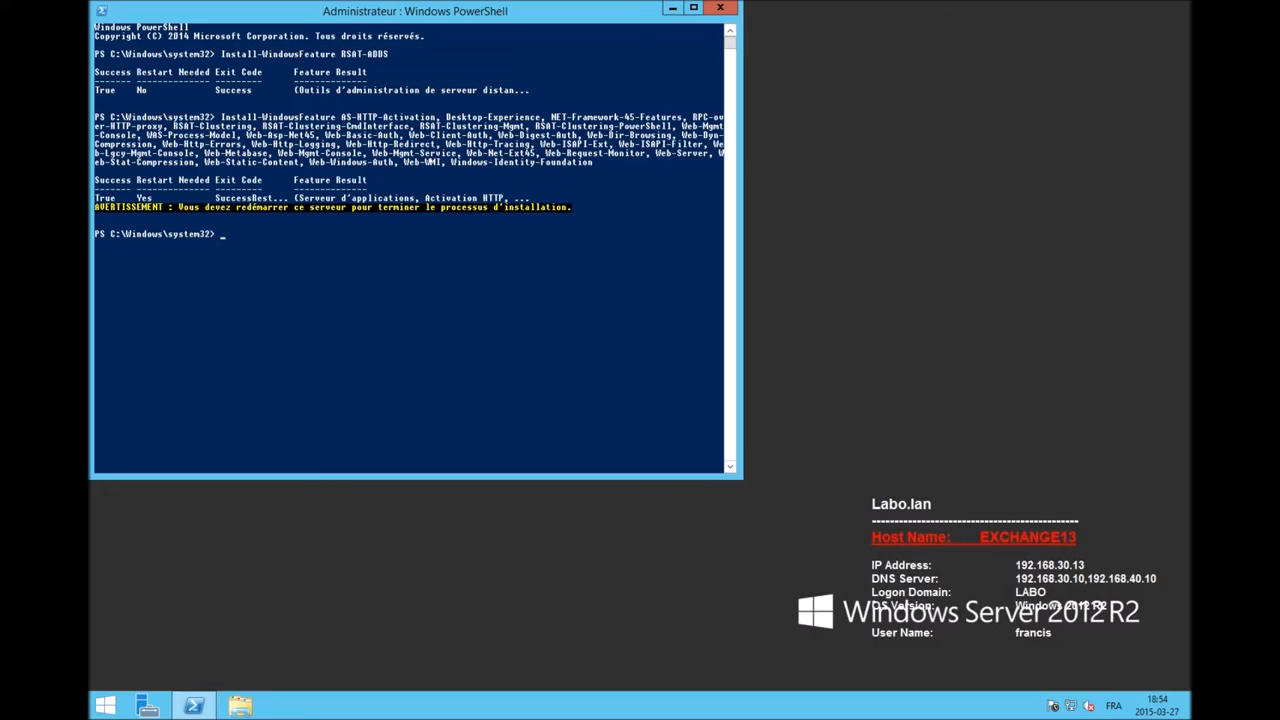 Administrateur : Windows PowerShell
Windows PowerShell
Copyright (C) 2014 Microsoft Corporation. Tous droits réservés.
PS C:\Windows\system32> Install-WindowsFeature RSAT-ADDS
Success Restart Needed Exit Code Feature Result
------- -------------- --------- --------------
True No Success {Outils d'administration de serveur distan...
PS C:\Windows\system32> Install-WindowsFeature AS-HTTP-Activation, Desktop-Experience, NET-Framework-45-Features, RPC-ov
er-HTTP-proxy, RSAT-Clustering, RSAT-Clustering-CmdInterface, RSAT-Clustering-Mgmt, RSAT-Clustering-PowerShell, Web-Mgmt
-Console, WAS-Process-Model, Web-Asp-Net45, Web-Basic-Auth, Web-Client-Auth, Web-Digest-Auth, Web-Dir-Browsing, Web-Dyn-
Compression, Web-Http-Errors, Web-Http-Logging, Web-Http-Redirect, Web-Http-Tracing, Web-ISAPI-Ext, Web-ISAPI-Filter, We
b-Lgcy-Mgmt-Console, Web-Metabase, Web-Mgmt-Console, Web-Mgmt-Service, Web-Net-Ext45, Web-Request-Monitor, Web-Server, W
eb-Stat-Compression, Web-Static-Content, Web-Windows-Auth, Web-WMI, Windows-Identity-Foundation
Success Restart Needed Exit Code Feature Result
------- -------------- --------- --------------
True Yes SuccessRest... {Serveur d'applications, Activation HTTP, ...
AVERTISSEMENT : Vous devez redémarrer ce serveur pour terminer le processus d'installation.
PS C:\Windows\system32> _
Labo.lan
------------------------------------------------
Host Name: EXCHANGE13
IP Address: 192.168.30.13
DNS Server: 192.168.30.10,192.168.40.10
Logon Domain: LABO
OS Version: Windows 2012 R2
Windows Server 2012 R2
User Name: francis
FRA
18:54
2015-03-27